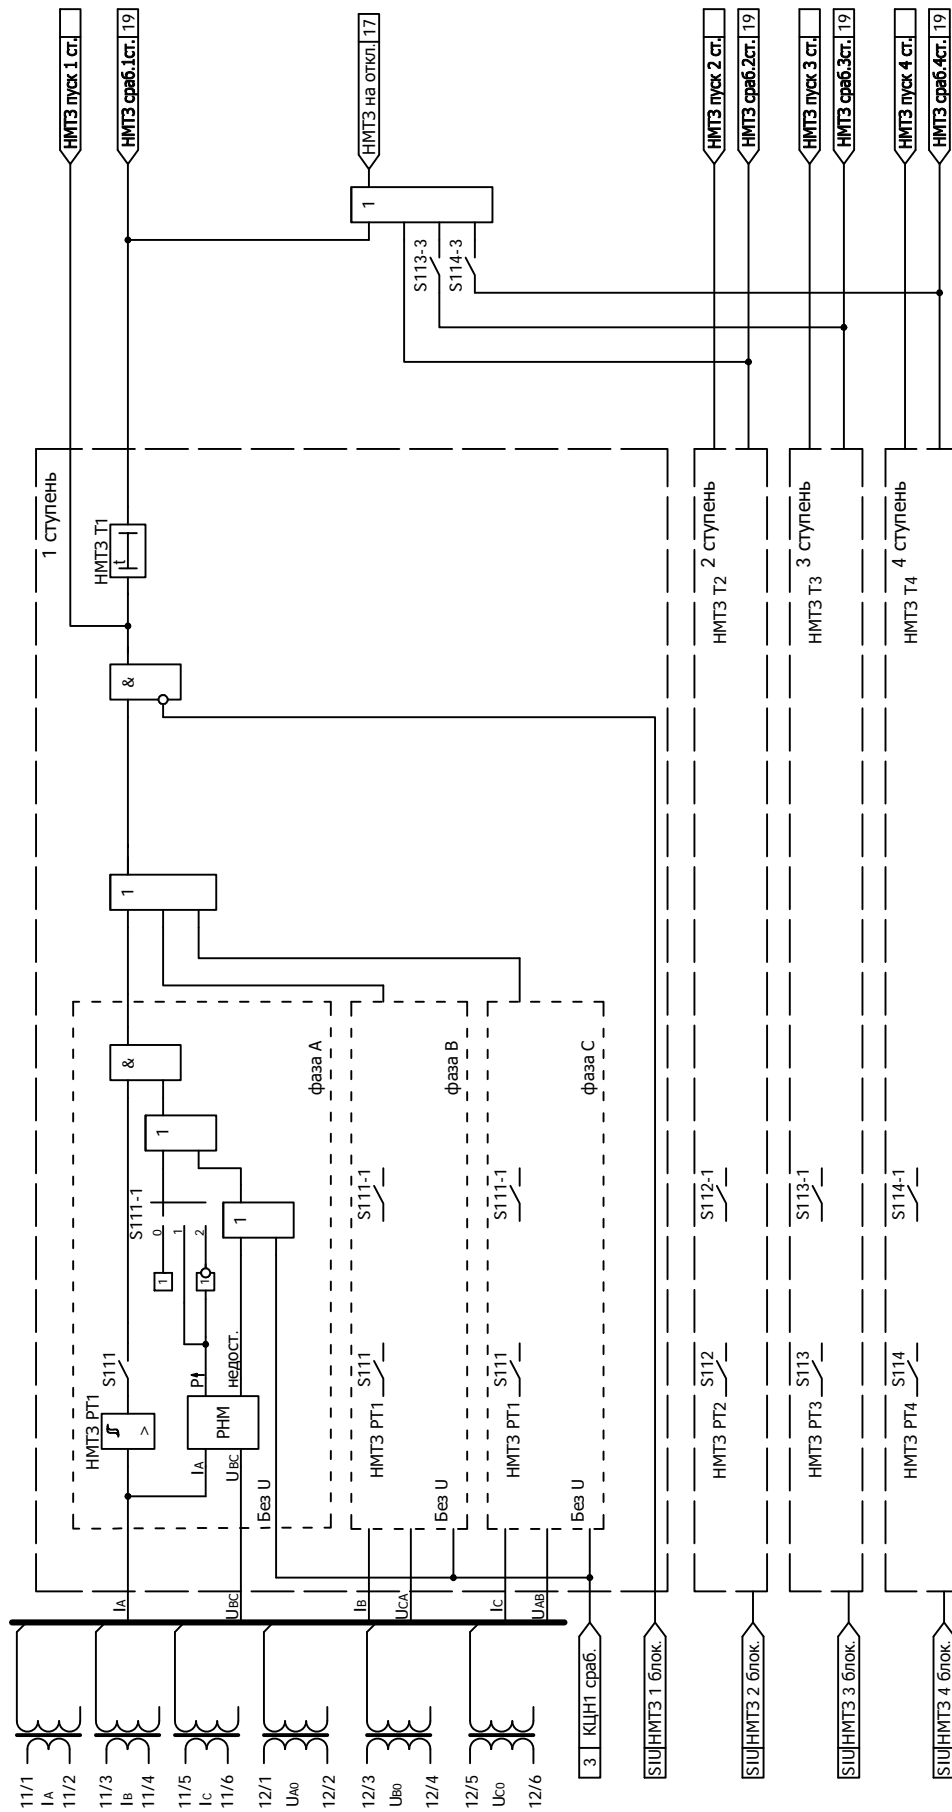 11/1
IA
11/2
11/3
IB
11/4
11/5
IC
11/6
12/1
UA0
12/2
12/3
UB0
12/4
12/5
UC0
12/6
IA
UBC
IB
UCA
IC
UAB
3 КЦН1 сраб.
SIU НМТЗ 1 блок.
SIU НМТЗ 2 блок.
SIU НМТЗ 3 блок.
SIU НМТЗ 4 блок.
1 ступень
НМТЗ РТ1
>
S111
IA
UBC
РНМ
P
недост.
Без U
S111-1
0
1
2
1
1
1
1
&
фаза А
НМТЗ РТ1
S111
S111-1
Без U
фаза В
НМТЗ РТ1
S111
S111-1
Без U
фаза С
1
&
НМТЗ Т1
t
НМТЗ РТ2
S112
S112-1
НМТЗ Т2
2 ступень
НМТЗ РТ3
S113
S113-1
НМТЗ Т3
3 ступень
НМТЗ РТ4
S114
S114-1
НМТЗ Т4
4 ступень
S113-3
S114-3
1
НМТЗ пуск 1 ст.
НМТЗ сраб.1ст. 19
НМТЗ на откл. 17
НМТЗ пуск 2 ст.
НМТЗ сраб.2ст. 19
НМТЗ пуск 3 ст.
НМТЗ сраб.3ст. 19
НМТЗ пуск 4 ст.
НМТЗ сраб.4ст. 19